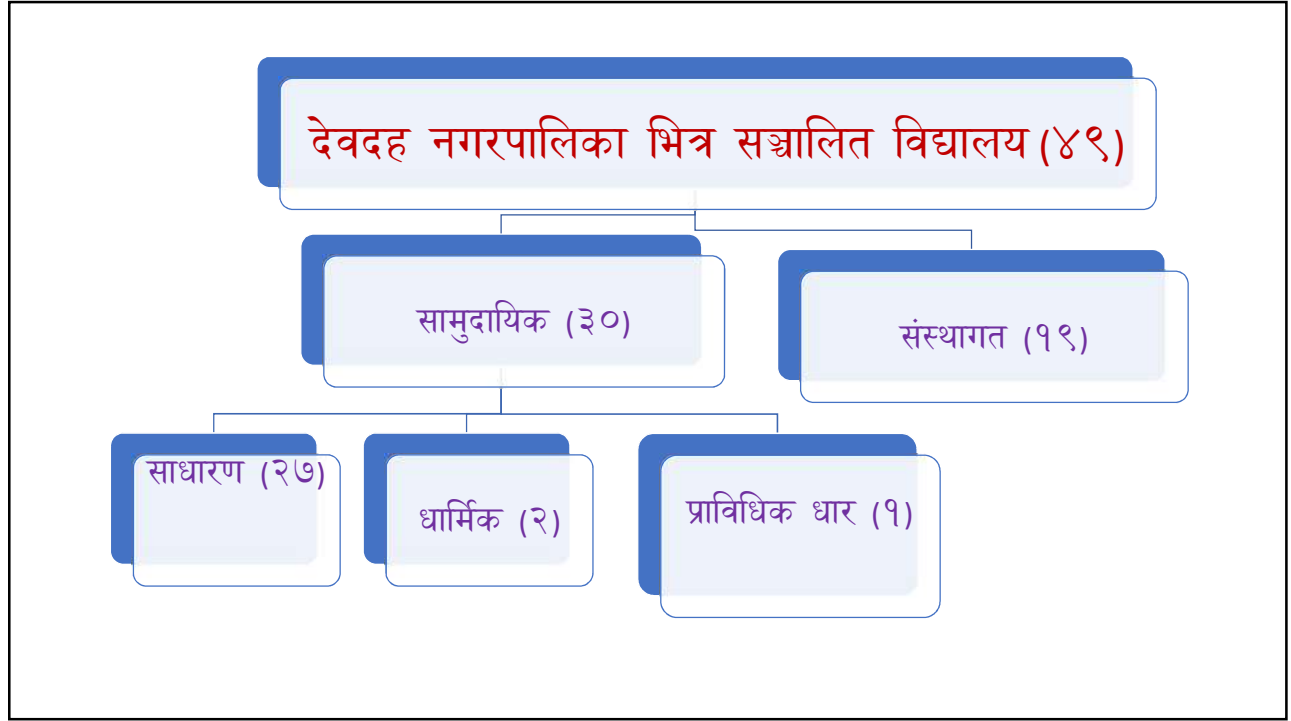 देवदह नगरपालिका भित्र सञ्चालित विद्यालय (४९)
सामुदायिक (३०)
संस्थागत (१९)
साधारण (२७)
धार्मिक (२)
प्राविधिक धार (१)